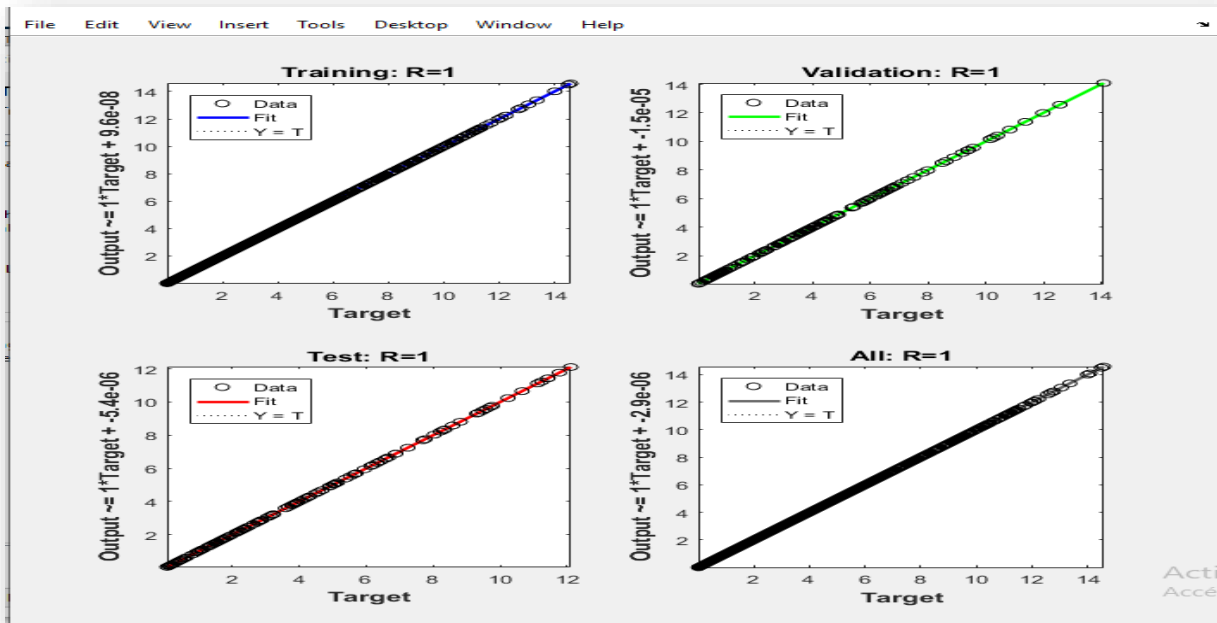 File Edit View Insert Tools Desktop Window Help
Training: R=1
Output ~= 1*Target + 9.6e-08
Data
Fit
Y = T
14
12
10
8
6
4
2
2 4 6 8 10 12 14
Target
Validation: R=1
Output ~= 1*Target + -1.5e-05
Data
Fit
Y = T
14
12
10
8
6
4
2
2 4 6 8 10 12 14
Target
Test: R=1
Output ~= 1*Target + -5.4e-06
Data
Fit
Y = T
12
10
8
6
4
2
2 4 6 8 10 12
Target
All: R=1
Output ~= 1*Target + -2.9e-06
Data
Fit
Y = T
14
12
10
8
6
4
2
2 4 6 8 10 12 14
Target
Acti
Accé